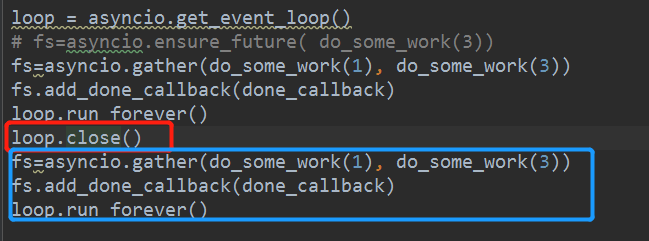 loop = asyncio.get_event_loop()
# fs=asyncio.ensure_future( do_some_work(3))
fs=asyncio.gather(do_some_work(1), do_some_work(3))
fs.add_done_callback(done_callback)
loop.run_forever()
loop.close()
fs=asyncio.gather(do_some_work(1), do_some_work(3))
fs.add_done_callback(done_callback)
loop.run_forever()